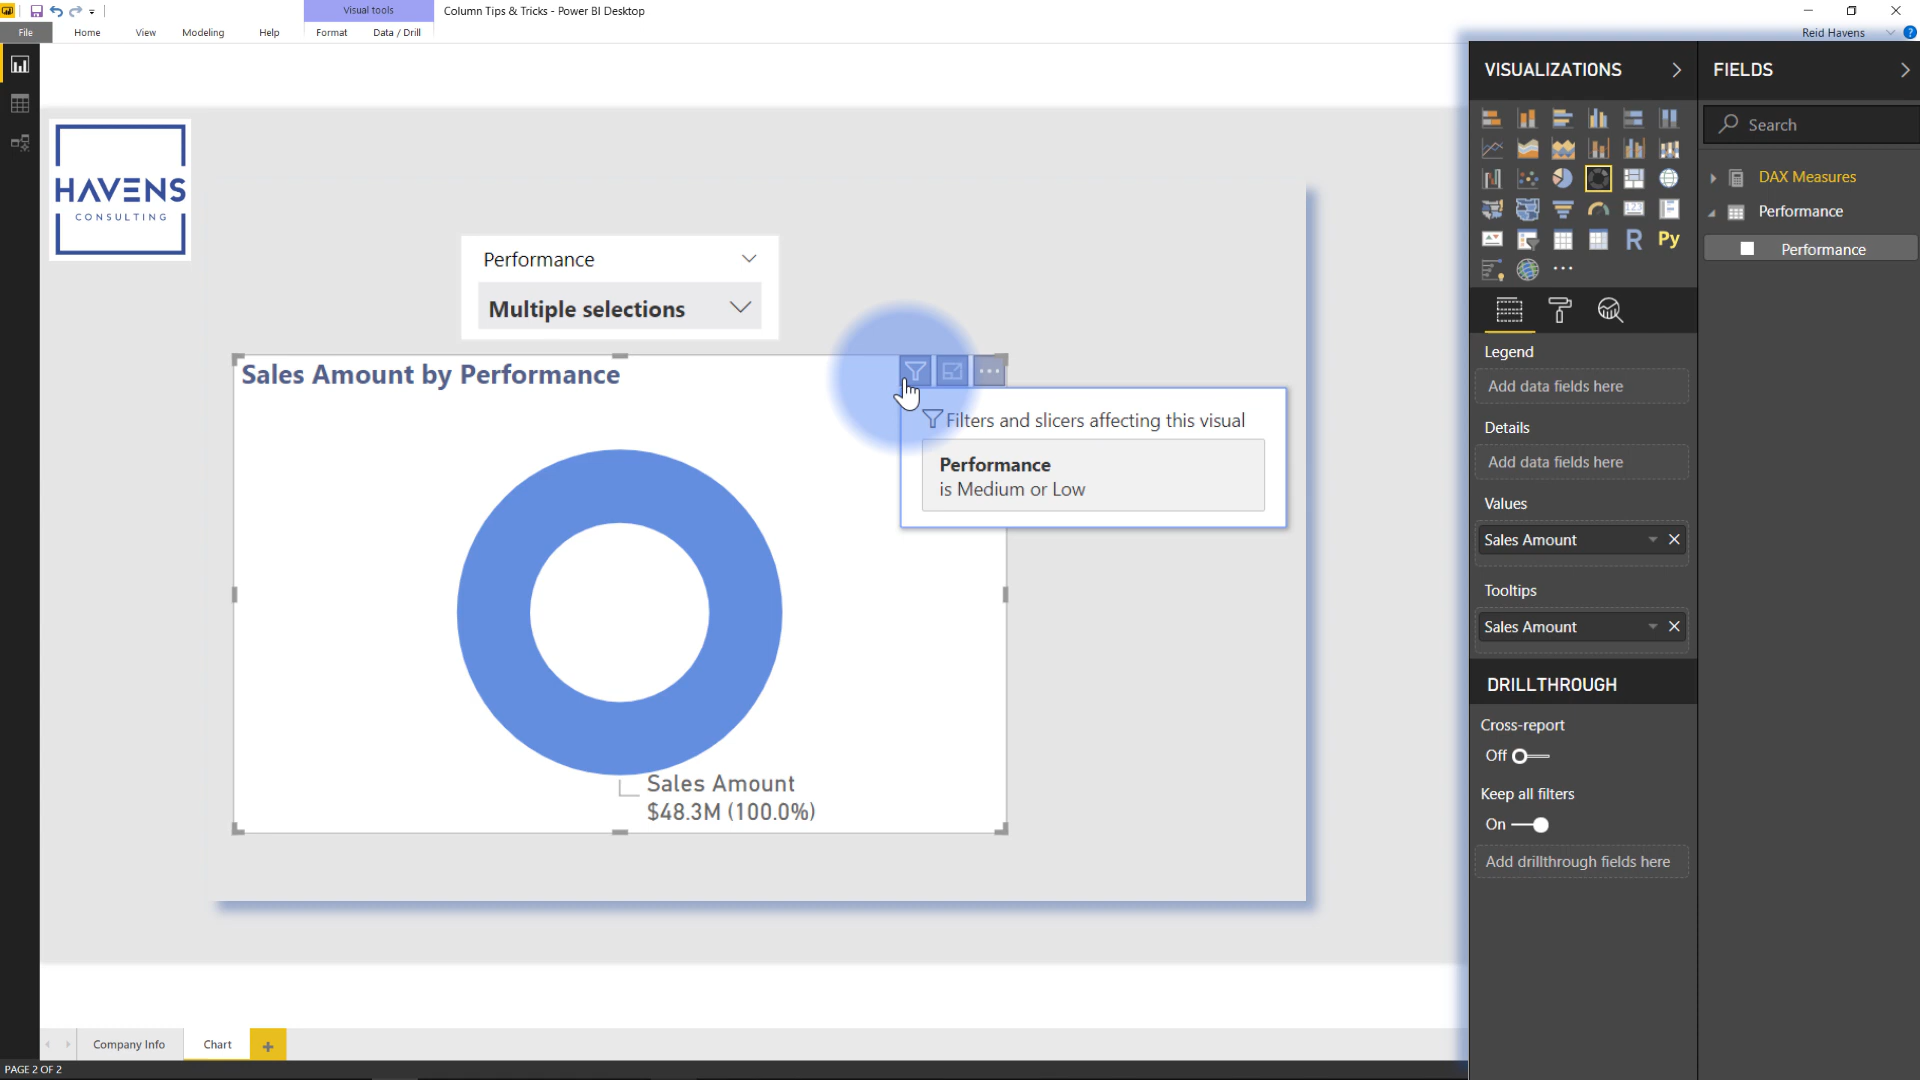 Visual tools
Column Tips & Tricks - Power BI Desktop
File
Home
View
Modeling
Help
Format
Data / Drill
Reid Havens
?
HAVENS
CONSULTING
Performance
Multiple selections
Sales Amount by Performance
Filters and slicers affecting this visual
Performance
is Medium or Low
Sales Amount
$48.3M (100.0%)
VISUALIZATIONS
R
Py
Legend
Add data fields here
Details
Add data fields here
Values
Sales Amount
Tooltips
Sales Amount
DRILLTHROUGH
Cross-report
Off
Keep all filters
On
Add drillthrough fields here
FIELDS
Search
DAX Measures
Performance
Performance
Company Info
Chart
PAGE 2 OF 2